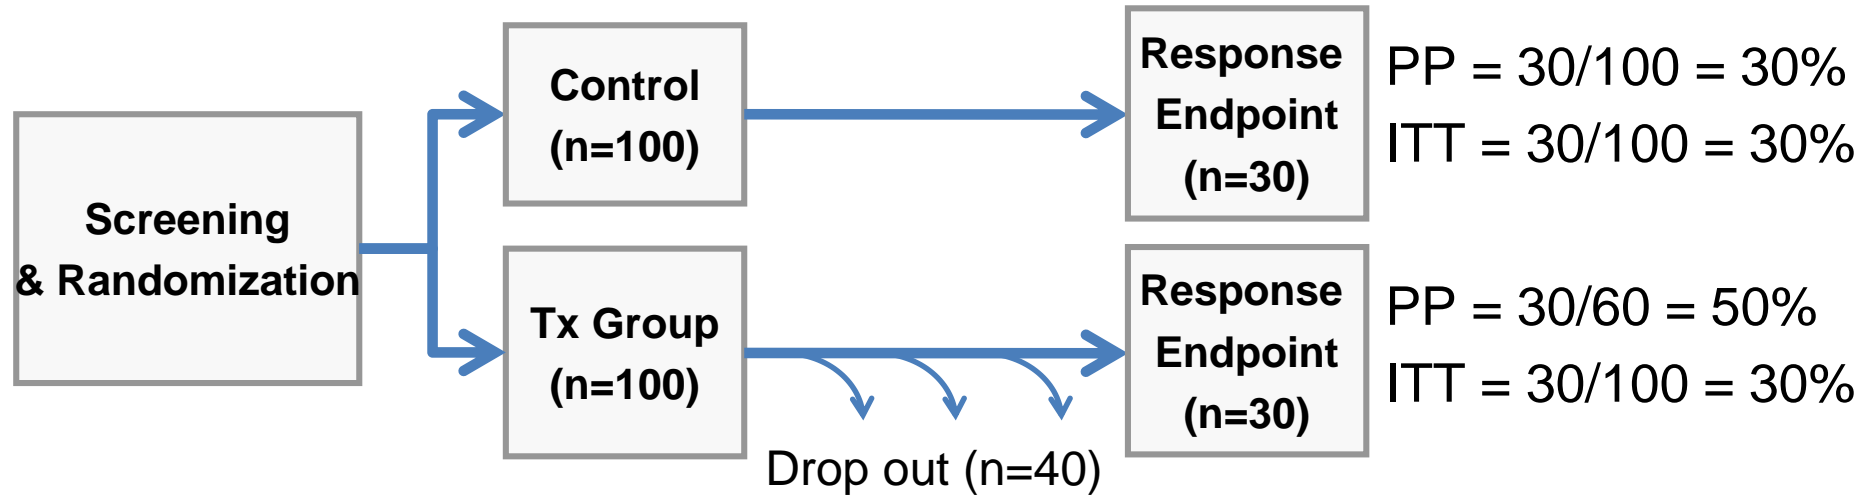 Screening
& Randomization
Control
(n=100)
Response
Endpoint
(n=30)
PP = 30/100 = 30%
ITT = 30/100 = 30%
Tx Group
(n=100)
Drop out (n=40)
Response
Endpoint
(n=30)
PP = 30/60 = 50%
ITT = 30/100 = 30%